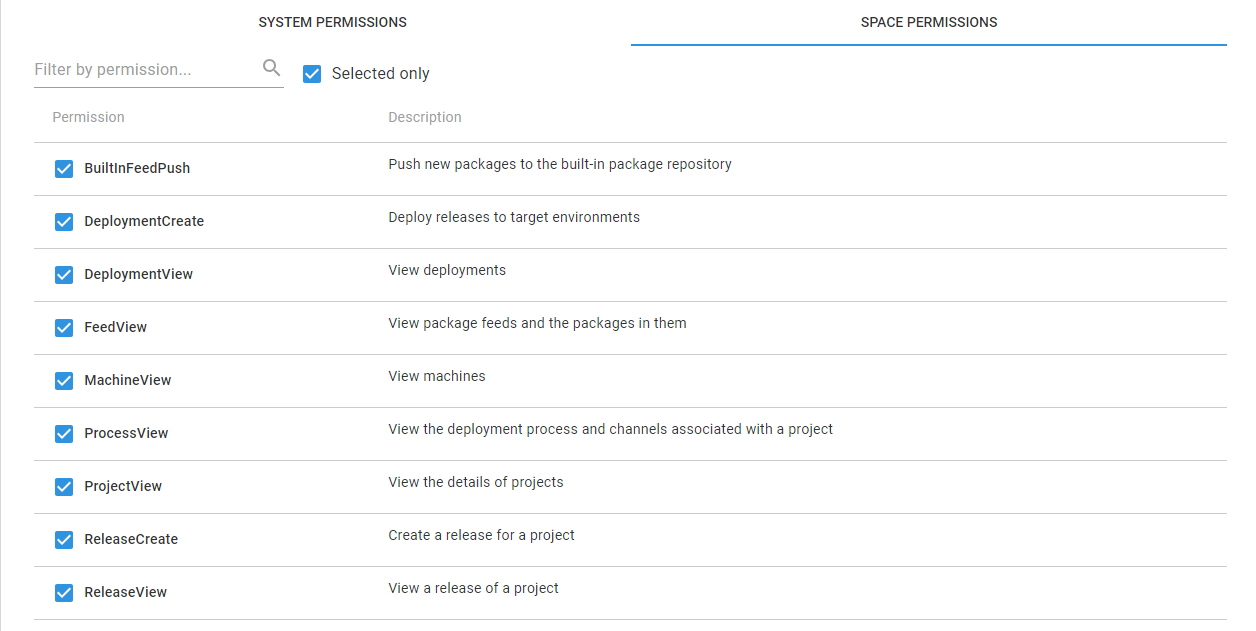 SYSTEM PERMISSIONS SPACE PERMISSIONS
Filter by permission... Selected only
Permission Description
BuiltInFeedPush Push new packages to the built-in package repository
DeploymentCreate Deploy releases to target environments
DeploymentView View deployments
FeedView View package feeds and the packages in them
MachineView View machines
ProcessView View the deployment process and channels associated with a project
ProjectView View the details of projects
ReleaseCreate Create a release for a project
ReleaseView View a release of a project